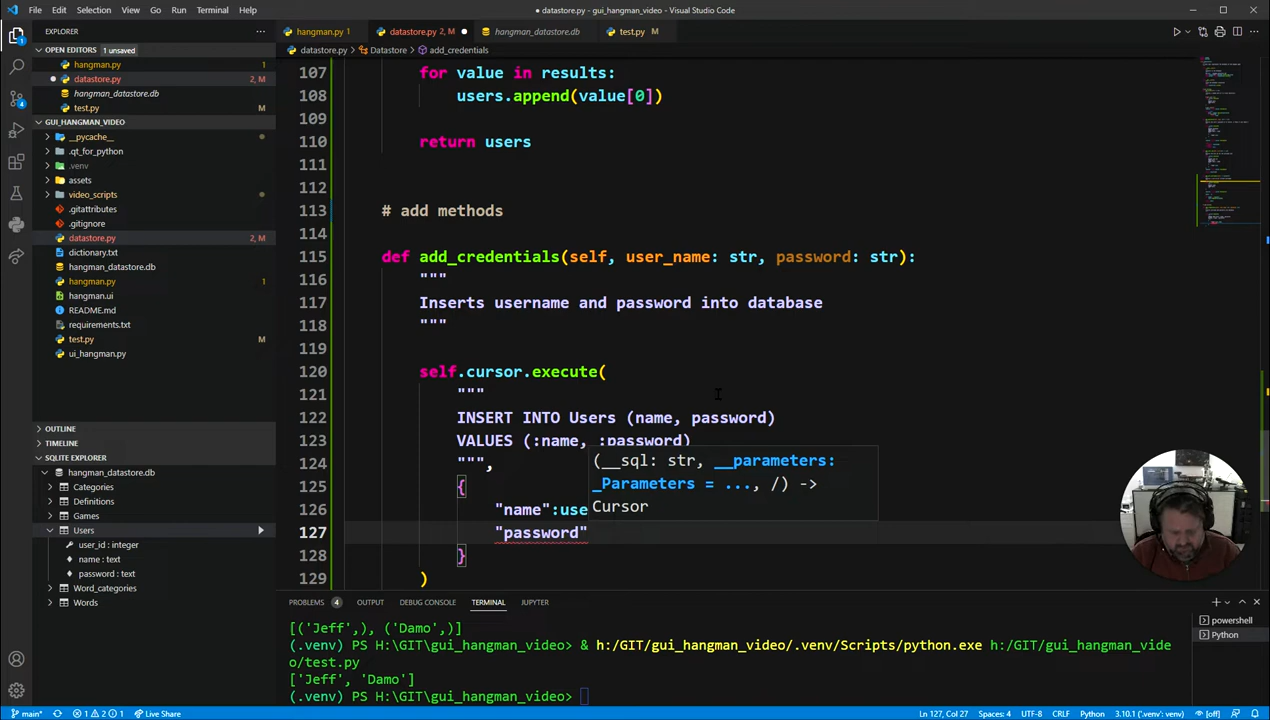 File Edit Selection View Go Run Terminal Help
● datastore.py - gui_hangman_video - Visual Studio Code
EXPLORER
hangman.py 1
datastore.py 2, M
hangman_datastore.db
test.py M
OPEN EDITORS 1 unsaved
datastore.py > Datastore > add_credentials
hangman.py 1
datastore.py 2, M
hangman_datastore.db
test.py M
GUI_HANGMAN_VIDEO
__pycache__
.qt_for_python
.venv
assets
video_scripts
.gitattributes
.gitignore
datastore.py 2, M
dictionary.txt
hangman_datastore.db
hangman.py 1
hangman.ui
README.md
requirements.txt
test.py M
ui_hangman.py
OUTLINE
TIMELINE
SQLITE EXPLORER
hangman_datastore.db
Categories
Definitions
Games
Users
user_id : integer
name : text
password : text
Word_categories
Words
107 for value in results:
108 users.append(value[0])
109
110 return users
111
112
113 # add methods
114
115 def add_credentials(self, user_name: str, password: str):
116 """
117 Inserts username and password into database
118 """
119
120 self.cursor.execute(
121 """
122 INSERT INTO Users (name, password)
123 VALUES (:name, :password)
124 """,
125 {
126 "name":use
127 "password"
128 }
129 )
(__sql: str, __parameters:
_Parameters = ..., /) ->
Cursor
PROBLEMS 4 OUTPUT DEBUG CONSOLE TERMINAL JUPYTER
[('Jeff',), ('Damo',)]
(.venv) PS H:\GIT\gui_hangman_video> & h:/GIT/gui_hangman_video/.venv/Scripts/python.exe h:/GIT/gui_hangman_vide
o/test.py
['Jeff', 'Damo']
(.venv) PS H:\GIT\gui_hangman_video>
powershell
Python
main* 1 2 1 Live Share
Ln 127, Col 27 Spaces: 4 UTF-8 CRLF Python 3.10.1 ('.venv': venv) [off]